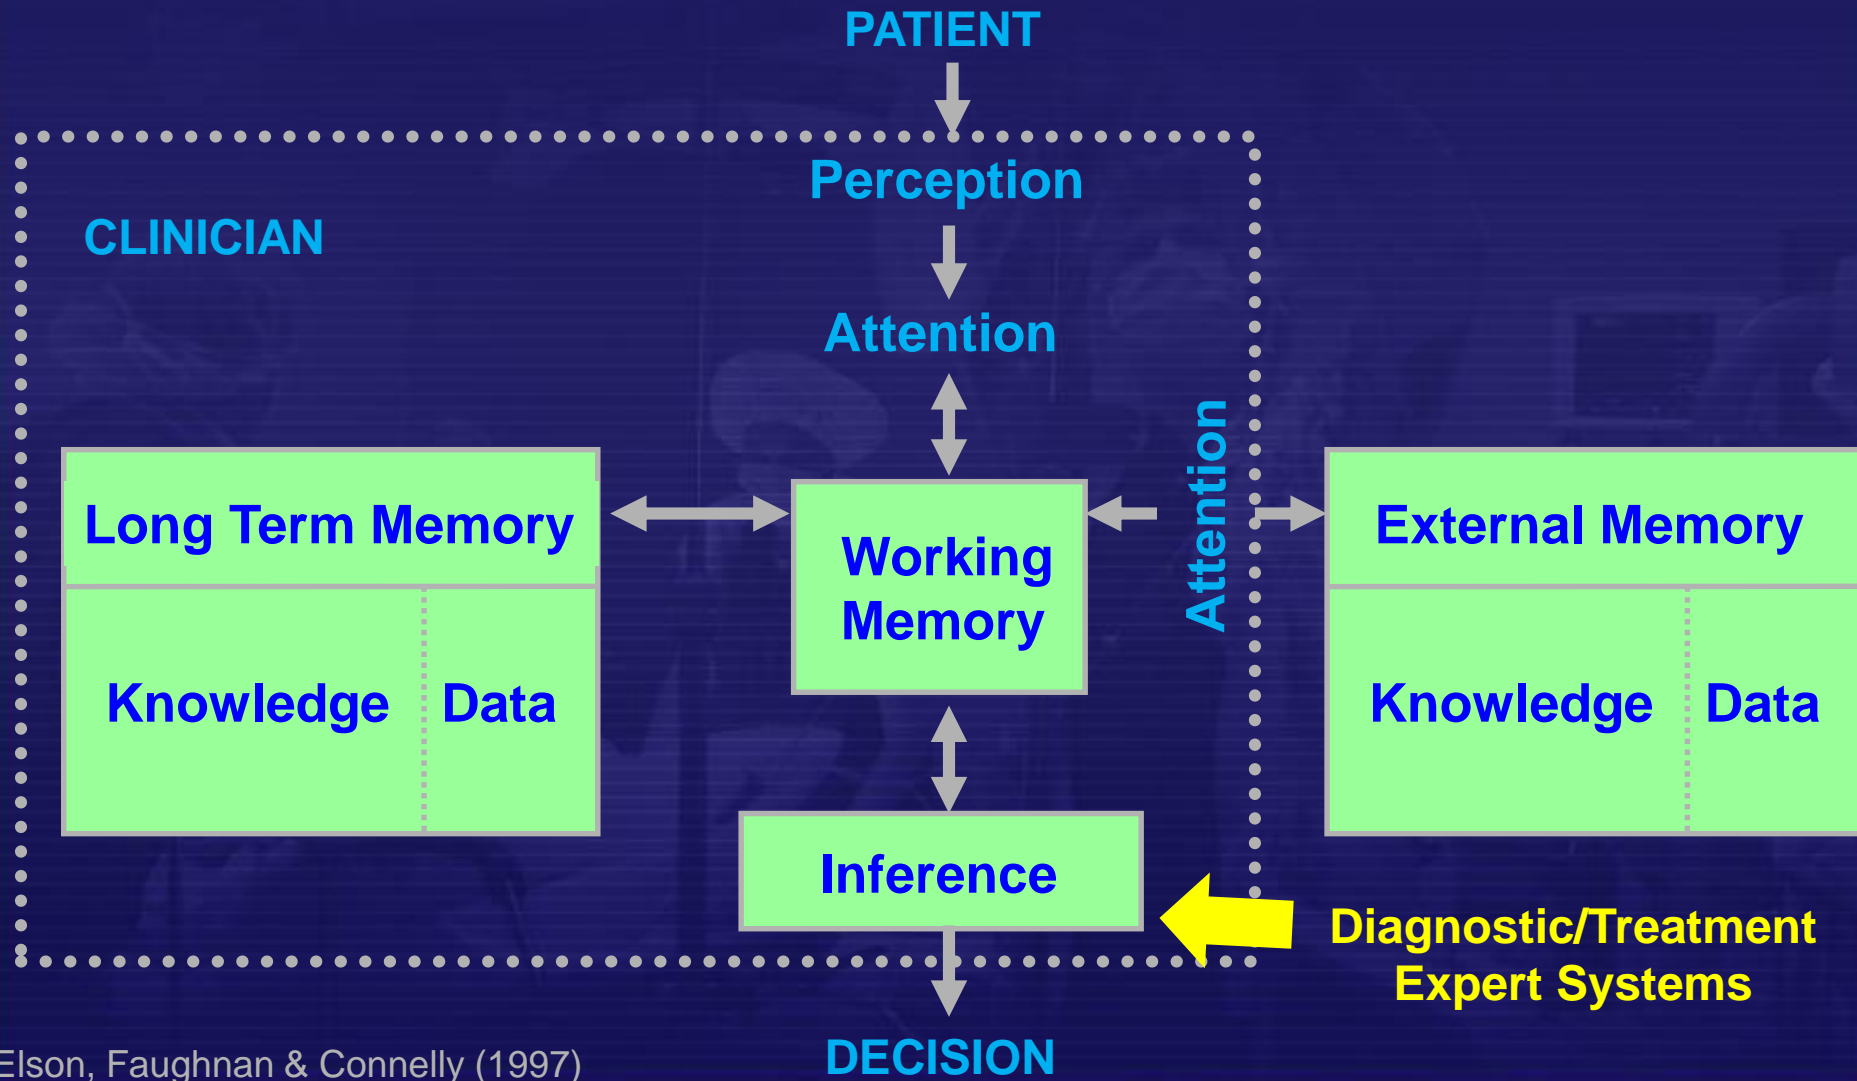 PATIENT
Perception
CLINICIAN
Attention
Attention
Long Term Memory
Knowledge
Data
Working
Memory
External Memory
Knowledge
Data
Inference
Diagnostic/Treatment
Expert Systems
DECISION
Elson, Faughnan & Connelly (1997)